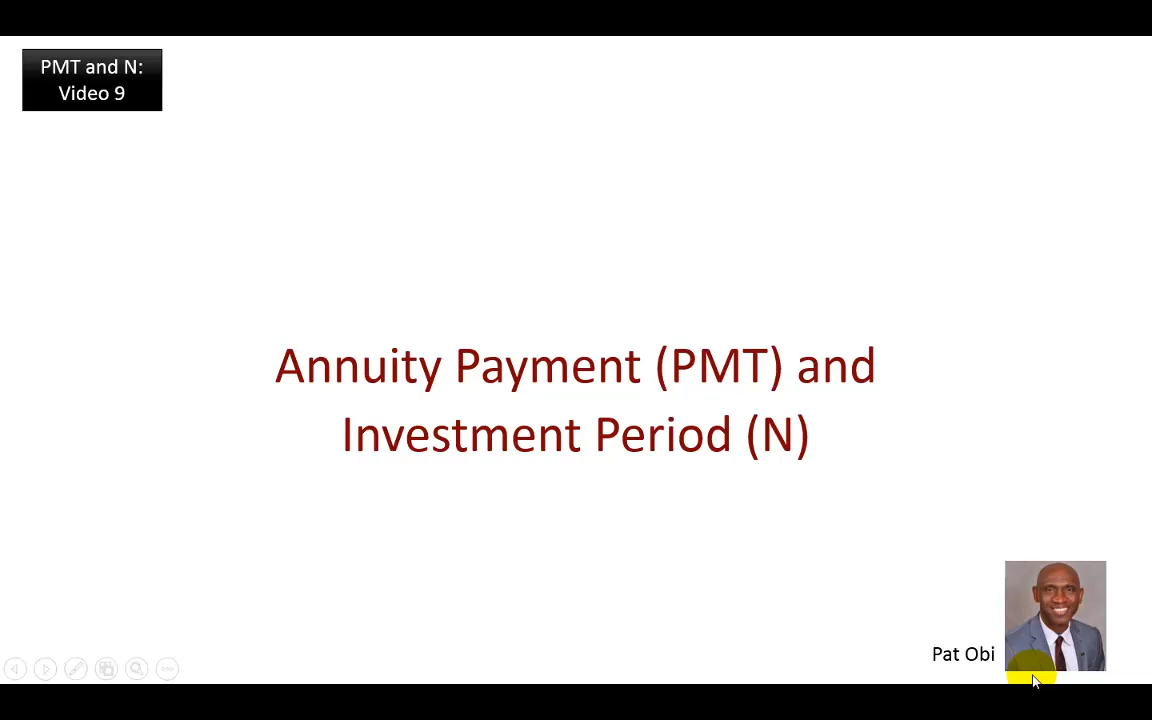 PMT and N:
Video 9
Annuity Payment (PMT) and
Investment Period (N)
Pat Obi